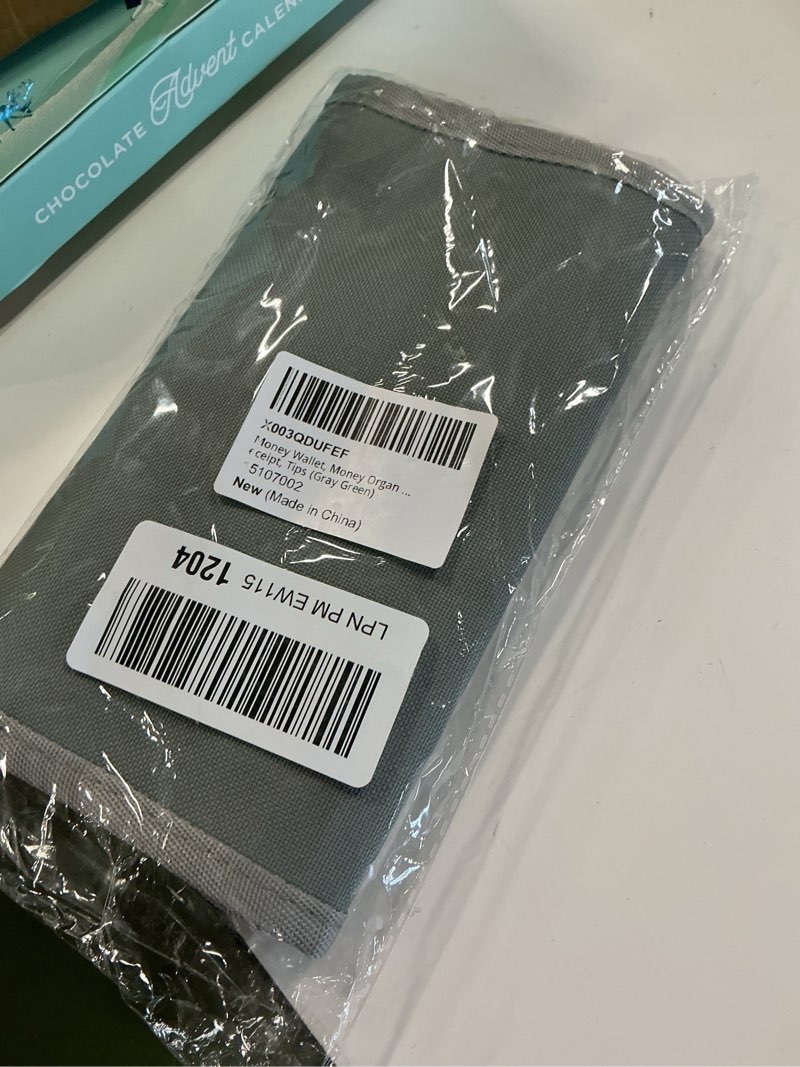 CHOCOLATE Advent CALEN
X003QDUFEF
Money Wallet, Money Organ ...
ceipt, Tips (Gray Green)
5107002
New (Made in China)
LPN PM EW115 1204